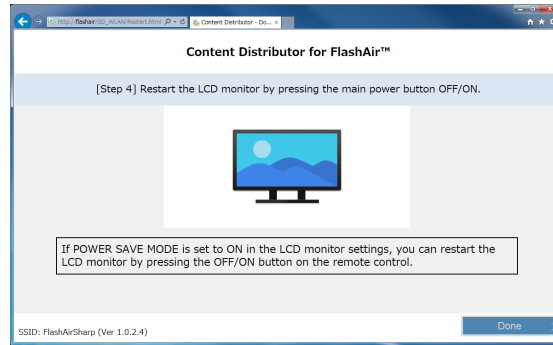 http://flashair/SD_WLAN/Restart.html
Content Distributor - Do...
Content Distributor for FlashAir™
[Step 4] Restart the LCD monitor by pressing the main power button OFF/ON.
If POWER SAVE MODE is set to ON in the LCD monitor settings, you can restart the
LCD monitor by pressing the OFF/ON button on the remote control.
SSID: FlashAirSharp (Ver 1.0.2.4)
Done